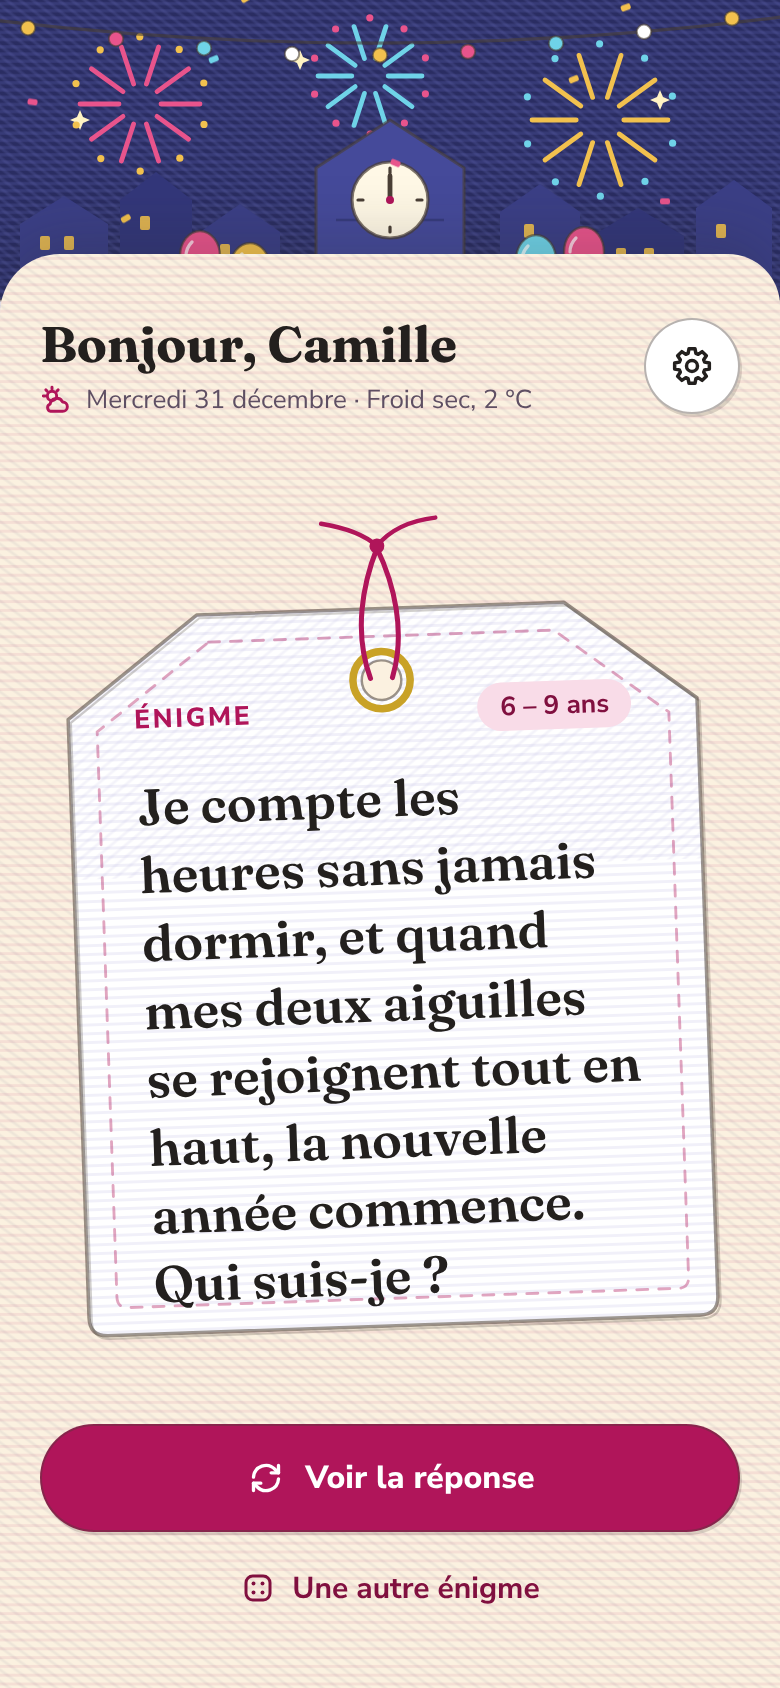 Bonjour, Camille
Mercredi 31 décembre · Froid sec, 2 °C
ÉNIGME
6 – 9 ans
Je compte les
heures sans jamais
dormir, et quand
mes deux aiguilles
se rejoignent tout en
haut, la nouvelle
année commence.
Qui suis-je ?
Voir la réponse
Une autre énigme